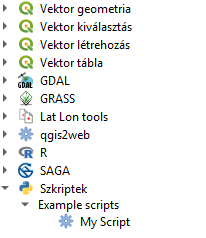 Vektor geometria
Vektor kiválasztás
Vektor létrehozás
Vektor tábla
GDAL GDAL
GRASS
Lat Lon tools
qgis2web
R R
SAGA
Szkriptek
Example scripts
My Script